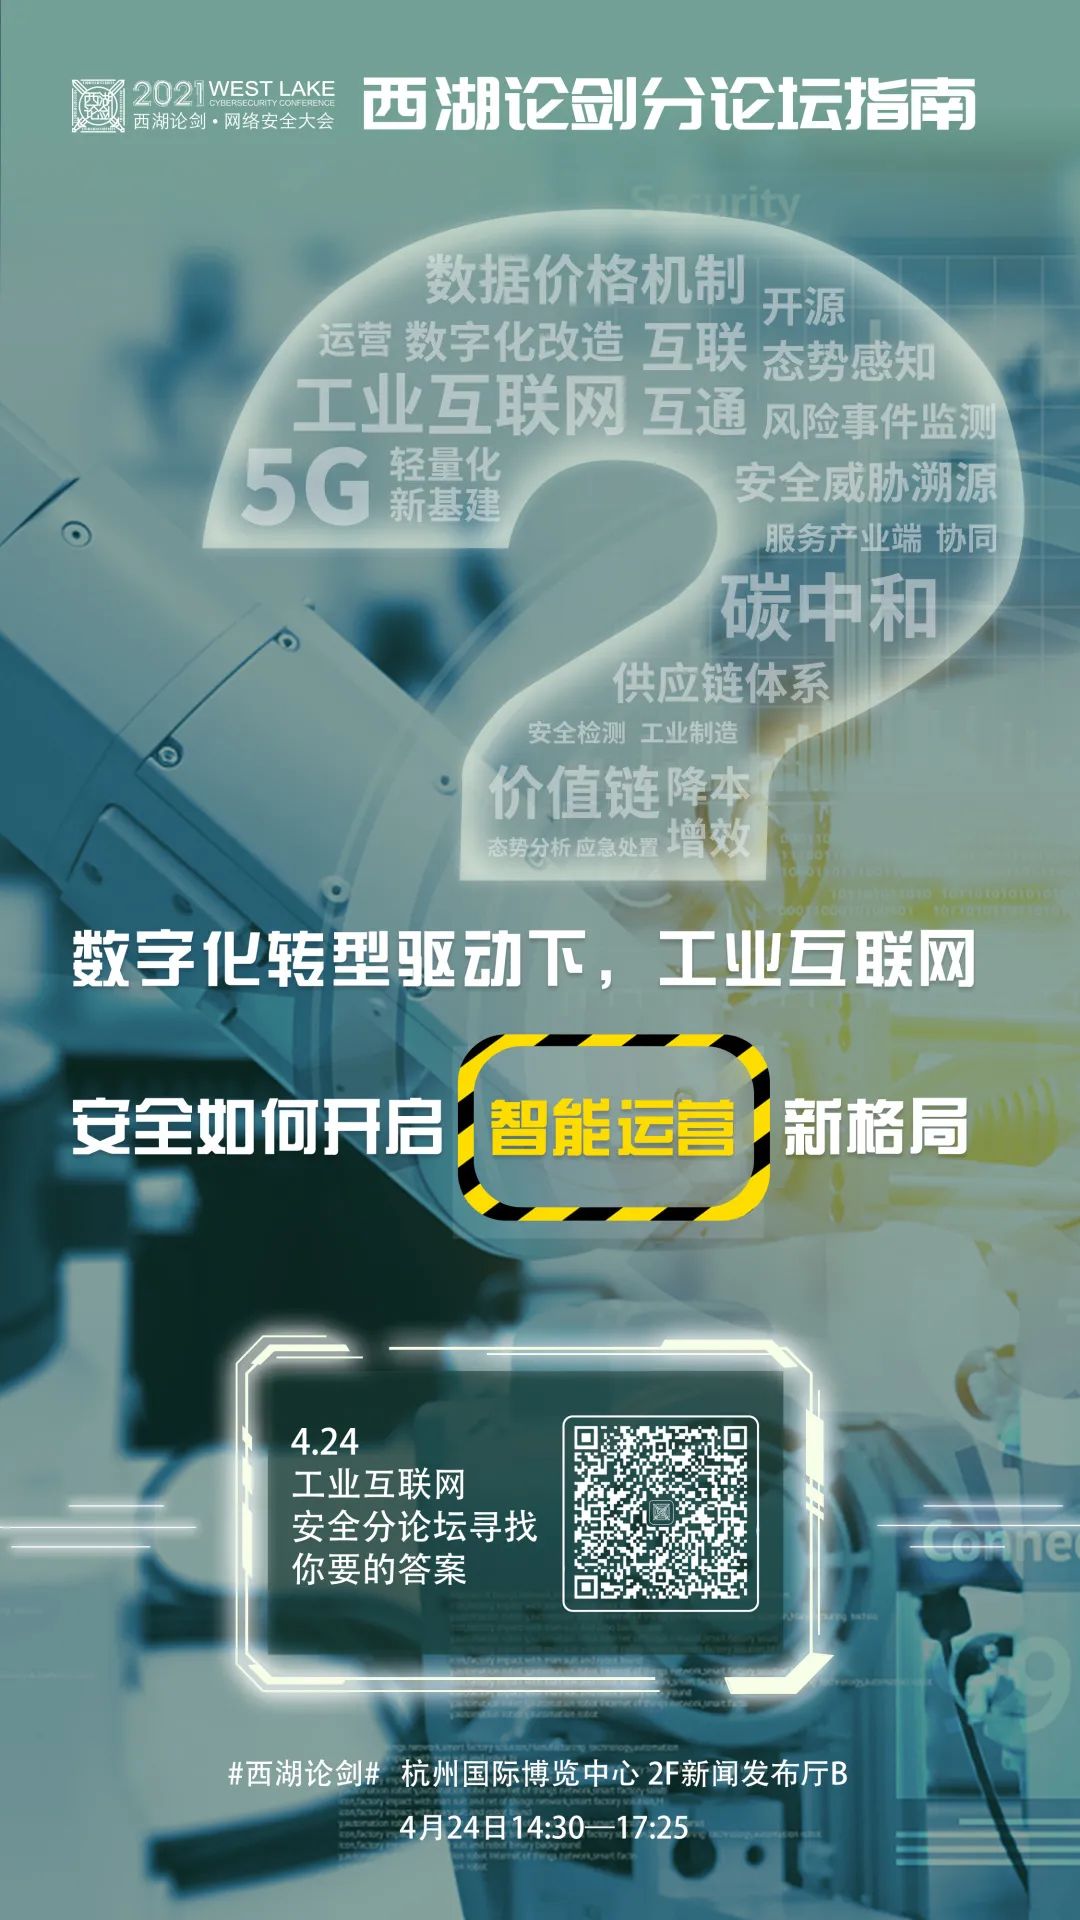 2021 WEST LAKE
CYBERSECURITY CONFERENCE
西湖论剑·网络安全大会
西湖论剑分论坛指南
Security
数据价格机制
开源
运营 数字化改造 互联
态势感知
工业互联网 互通
风险事件监测
5G 轻量化
新基建
安全威胁溯源
服务产业端 协同
碳中和
供应链体系
安全检测 工业制造
价值链 降本
增效
态势分析 应急处置
数字化转型驱动下，工业互联网
安全如何开启 智能运营 新格局
4.24
工业互联网
安全分论坛寻找
你要的答案
Connec
9
#西湖论剑# 杭州国际博览中心 2F新闻发布厅B
4月24日14:30—17:25